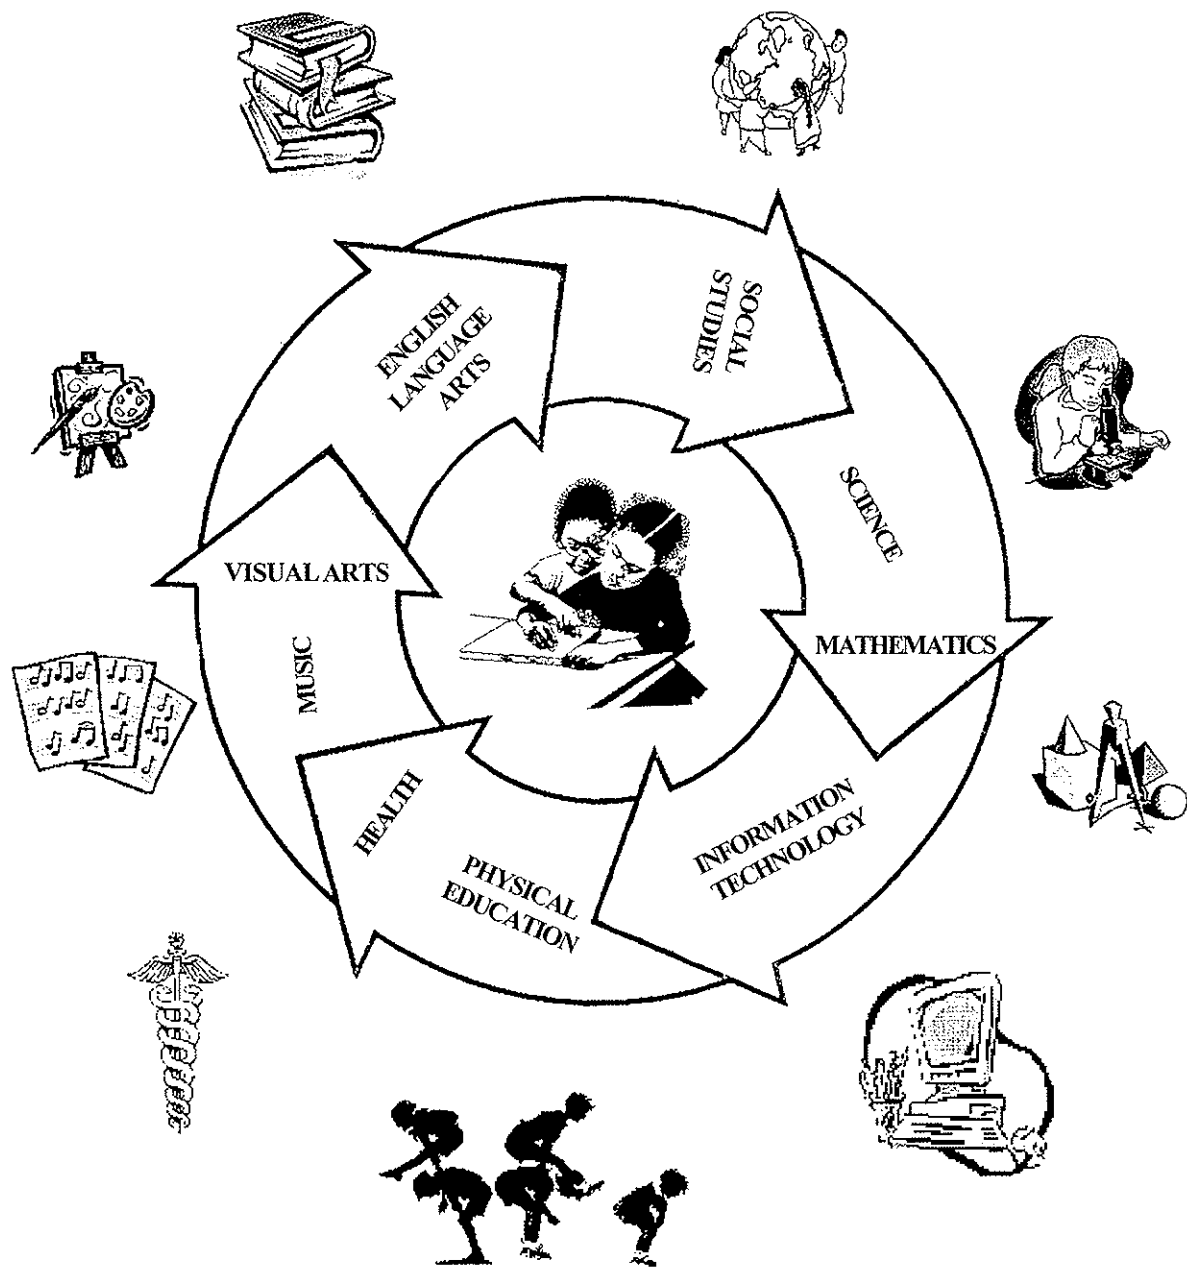 ENGLISH
LANGUAGE
ARTS
SOCIAL
STUDIES
SCIENCE
MATHEMATICS
INFORMATION
TECHNOLOGY
PHYSICAL
EDUCATION
HEALTH
MUSIC
VISUAL ARTS